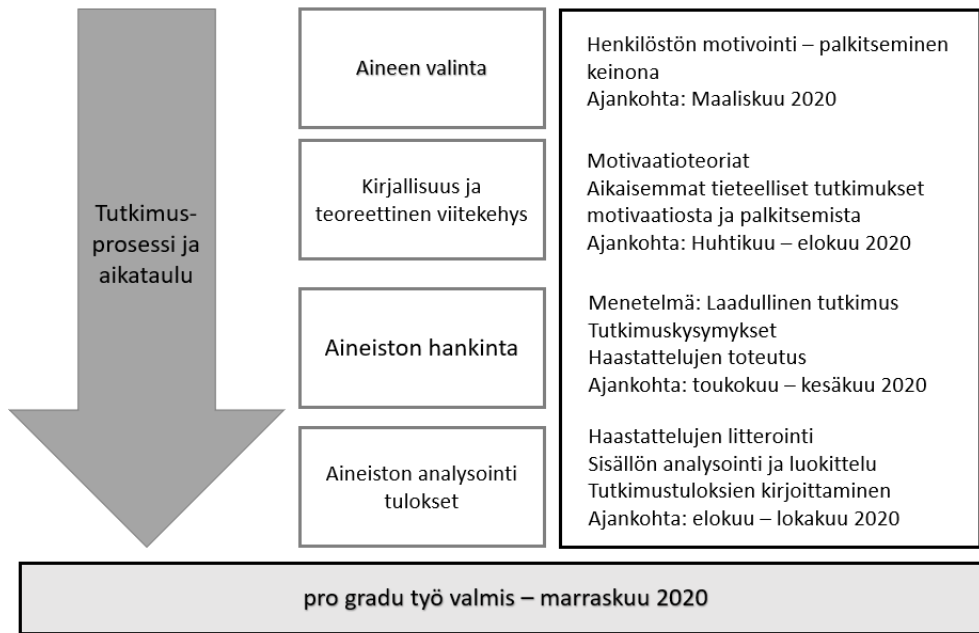 Tutkimus-
prosessi ja
aikataulu
Aineen valinta
Henkilöstön motivointi – palkitseminen
keinona
Ajankohta: Maaliskuu 2020
Kirjallisuus ja
teoreettinen viitekehys
Motivaatioteoriat
Aikaisemmat tieteelliset tutkimukset
motivaatiosta ja palkitsemista
Ajankohta: Huhtikuu – elokuu 2020
Aineiston hankinta
Menetelmä: Laadullinen tutkimus
Tutkimuskysymykset
Haastattelujen toteutus
Ajankohta: toukokuu – kesäkuu 2020
Aineiston analysointi
tulokset
Haastattelujen litterointi
Sisällön analysointi ja luokittelu
Tutkimustuloksien kirjoittaminen
Ajankohta: elokuu – lokakuu 2020
pro gradu työ valmis – marraskuu 2020